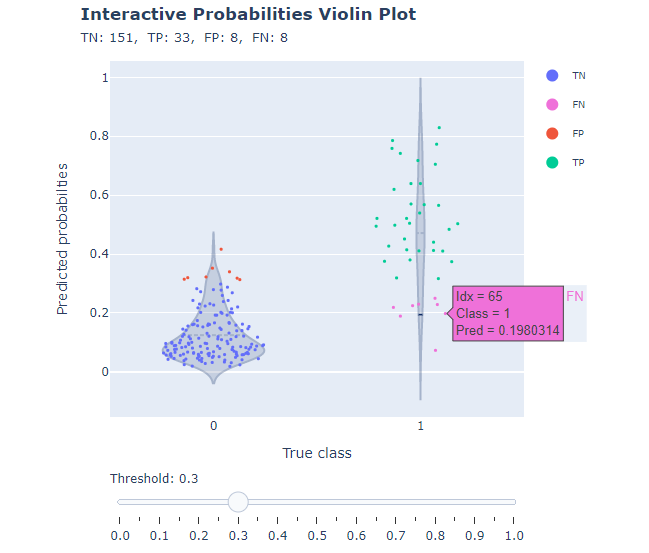 Interactive Probabilities Violin Plot
TN: 151, TP: 33, FP: 8, FN: 8
Predicted probabilities
1
0.8
0.6
0.4
0.2
0
TN
FN
FP
TP
Idx = 65
Class = 1
Pred = 0.1980314
FN
0 1
True class
Threshold: 0.3
0.0 0.1 0.2 0.3 0.4 0.5 0.6 0.7 0.8 0.9 1.0